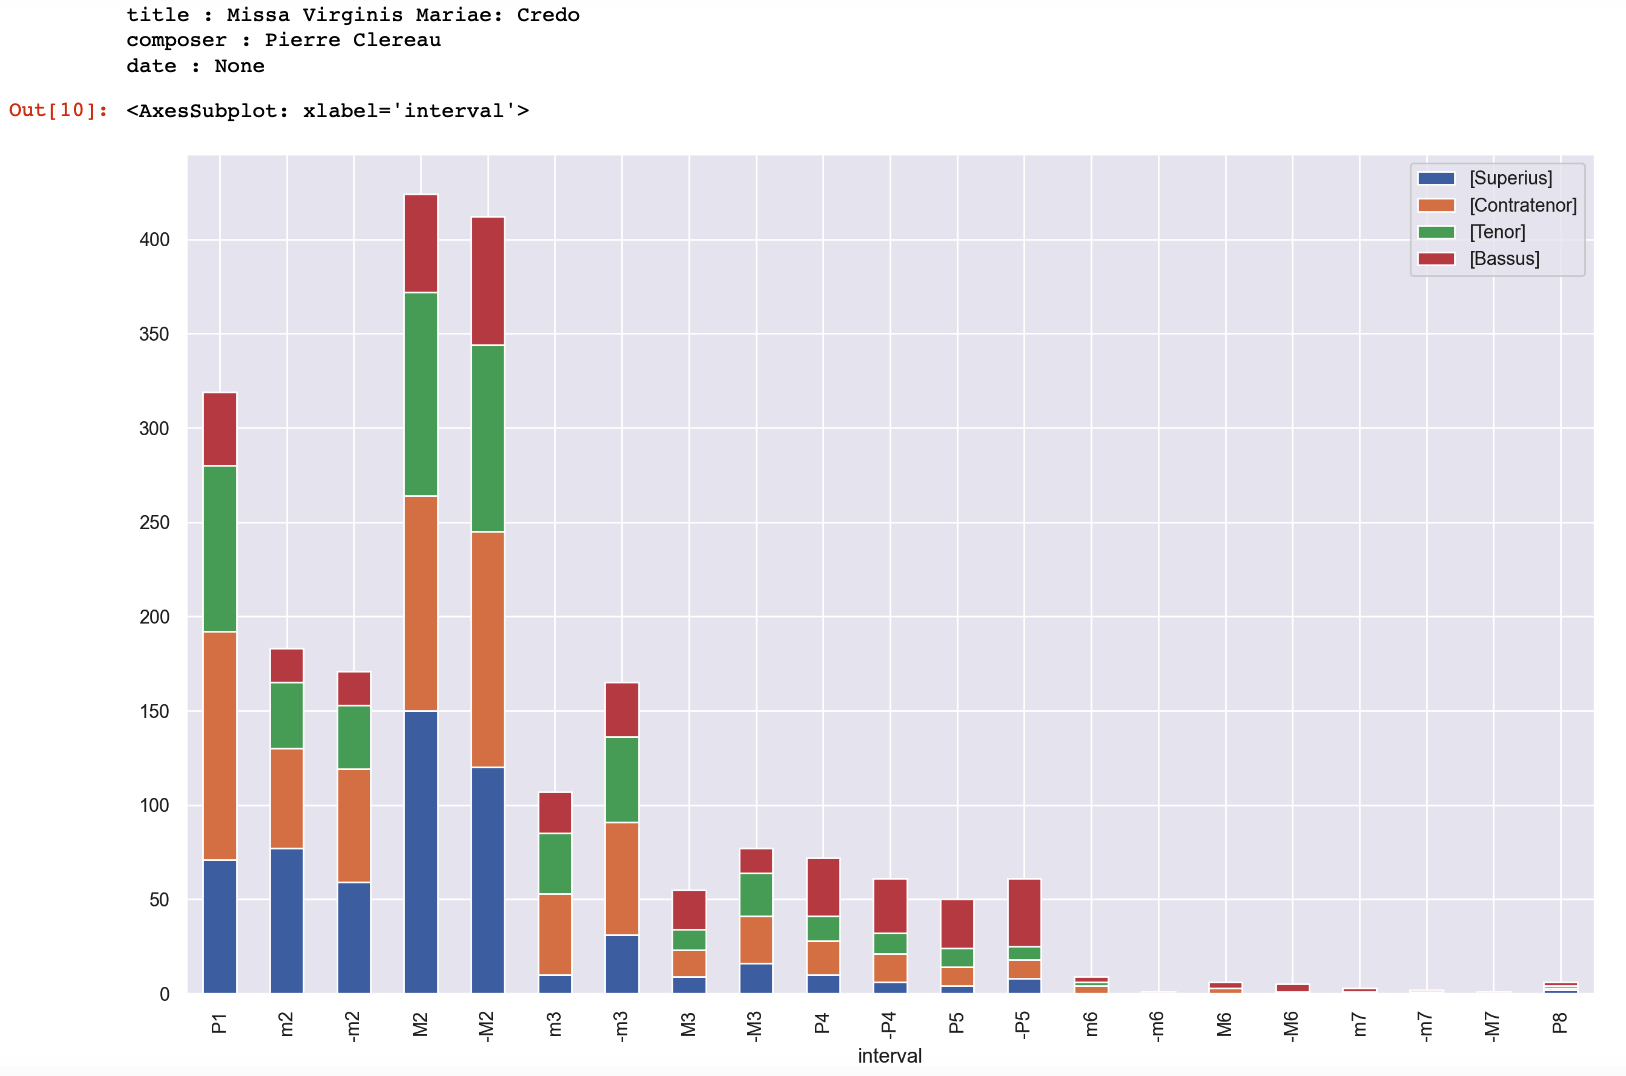 title : Missa Virginis Mariae: Credo
composer : Pierre Clereau
date : None
Out[10]: <AxesSubplot: xlabel='interval'>
[Superius]
[Contratenor]
[Tenor]
[Bassus]
400
350
300
250
200
150
100
50
0
P1 m2 -m2 M2 -M2 m3 -m3 M3 -M3 P4 -P4 P5 -P5 m6 -m6 M6 -M6 m7 -m7 -M7 P8
interval